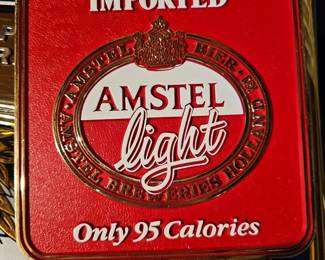 IMPORTED
AMSTEL BIER
AMSTEL
light
AMSTEL BREWERIES HOLLAND
Only 95 Calories